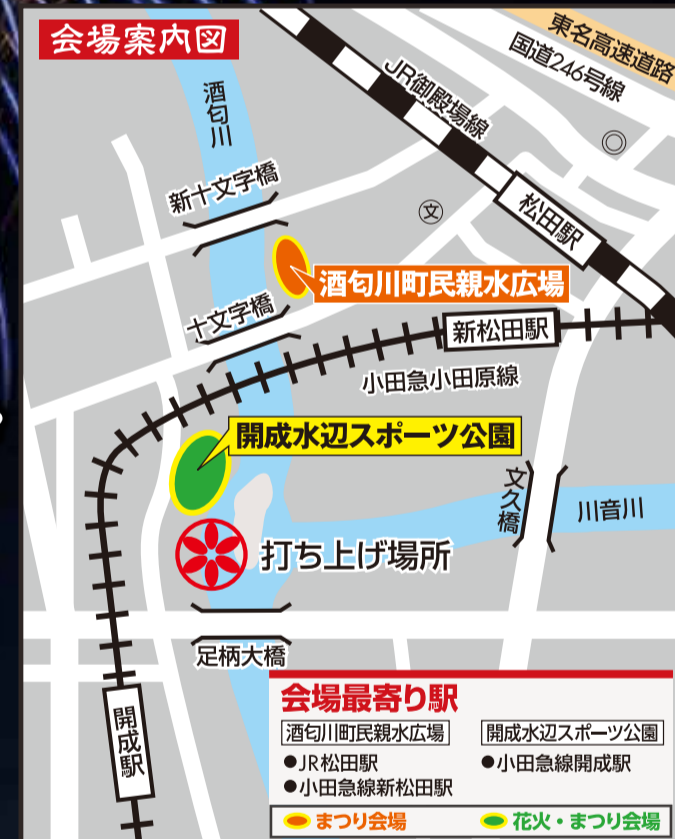 会場案内図
東名高速道路
国道246号線
JR御殿場線
酒匂川
新十文字橋
文
松田駅
酒匂川町民親水広場
十文字橋
新松田駅
小田急小田原線
開成水辺スポーツ公園
文久橋
川音川
打ち上げ場所
足柄大橋
開成駅
会場最寄り駅
酒匂川町民親水広場
●JR松田駅
●小田急線新松田駅
開成水辺スポーツ公園
●小田急線開成駅
まつり会場
花火・まつり会場